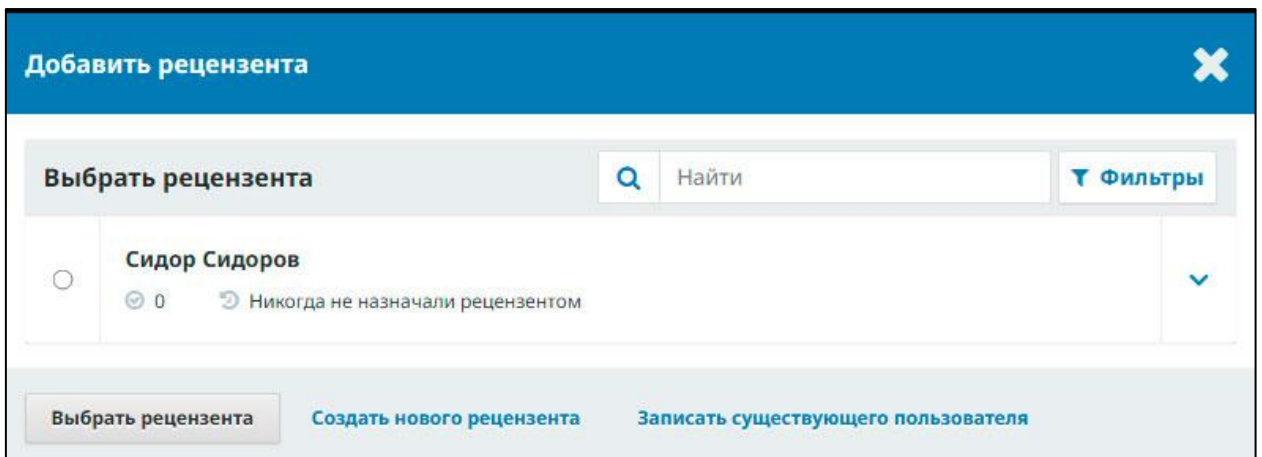 Добавить рецензента
Выбрать рецензента Найти Фильтры
Сидор Сидоров
0 Никогда не назначали рецензентом
Выбрать рецензента Создать нового рецензента Записать существующего пользователя